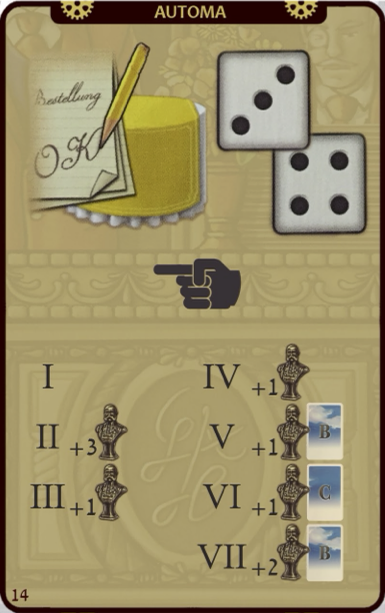 AUTOMA
Bestellung
OK
I
IV +1
II +3
V +1 B
III +1
VI +1 C
VII +2 B
14